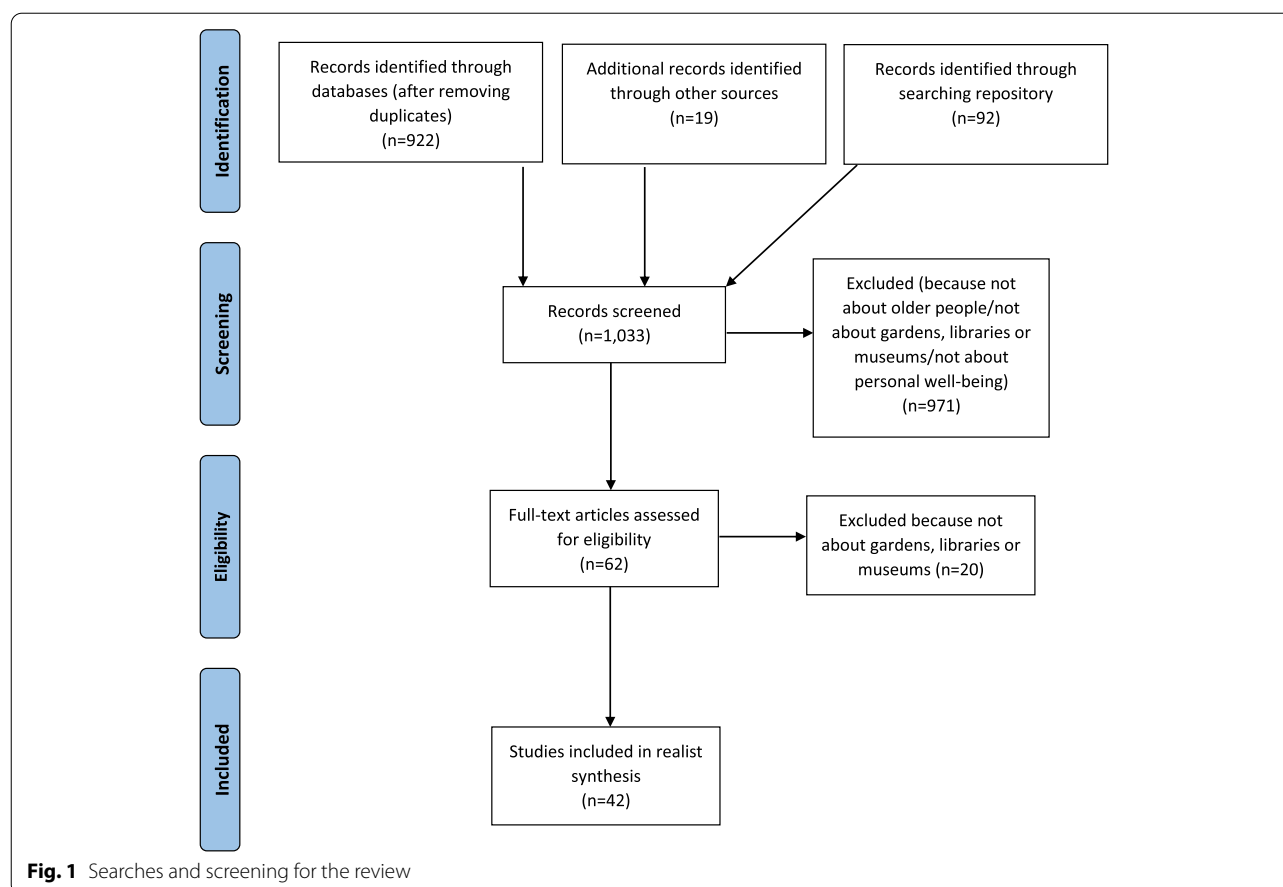 Identification
Records identified through
databases (after removing
duplicates)
(n=922)
Additional records identified
through other sources
(n=19)
Records identified through
searching repository
(n=92)
Screening
Records screened
(n=1,033)
Excluded (because not
about older people/not
about gardens, libraries or
museums/not about
personal well-being)
(n=971)
Eligibility
Full-text articles assessed
for eligibility
(n=62)
Excluded because not
about gardens, libraries or
museums (n=20)
Included
Studies included in realist
synthesis
(n=42)
Fig. 1 Searches and screening for the review